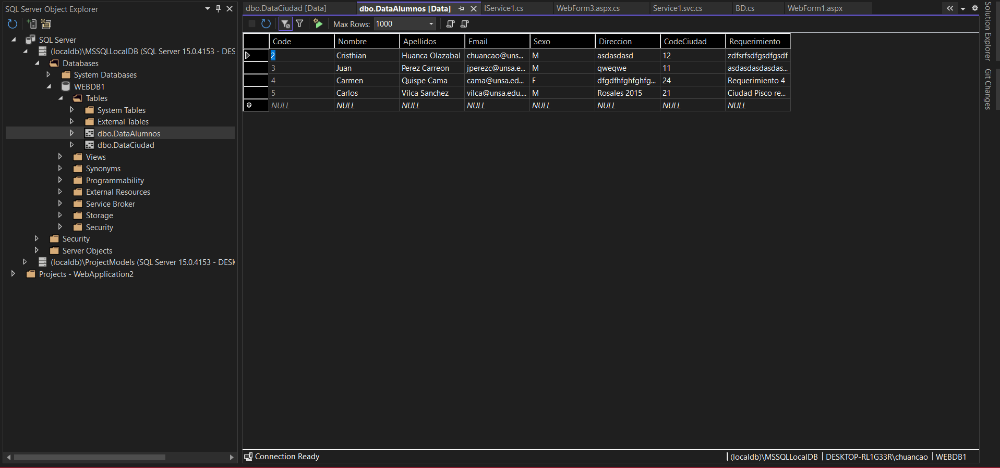 SQL Server Object Explorer
SQL Server
(localdb)\MSSQLLocalDB (SQL Server 15.0.4153 - DES
Databases
System Databases
WEBDB1
Tables
System Tables
External Tables
dbo.DataAlumnos
dbo.DataCiudad
Views
Synonyms
Programmability
External Resources
Service Broker
Storage
Security
Security
Server Objects
(localdb)\ProjectModels (SQL Server 15.0.4153 - DESK
Projects - WebApplication2
dbo.DataCiudad [Data] dbo.DataAlumnos [Data] IService1.cs WebForm3.aspx.cs Service1.svc.cs BD.cs WebForm1.aspx
Max Rows: 1000
Code Nombre Apellidos Email Sexo Direccion CodeCiudad Requerimiento
2 Cristhian Huanca Olazabal chuancao@uns... M asdasdasd 12 zdfsrfsdfgsdfgsdf
3 Juan Perez Carreon jperezc@unsa.e... M qweqwe 11 asdasdasdasdas...
4 Carmen Quispe Cama cama@unsa.ed... F dfgdfhfghfghfg... 24 Requerimiento 4
5 Carlos Vilca Sanchez vilca@unsa.edu.... M Rosales 2015 21 Ciudad Pisco re...
NULL NULL NULL NULL NULL NULL NULL NULL
Connection Ready
(localdb)\MSSQLLocalDB DESKTOP-RL1G33R\chuancao WEBDB1
Solution Explorer
Git Changes